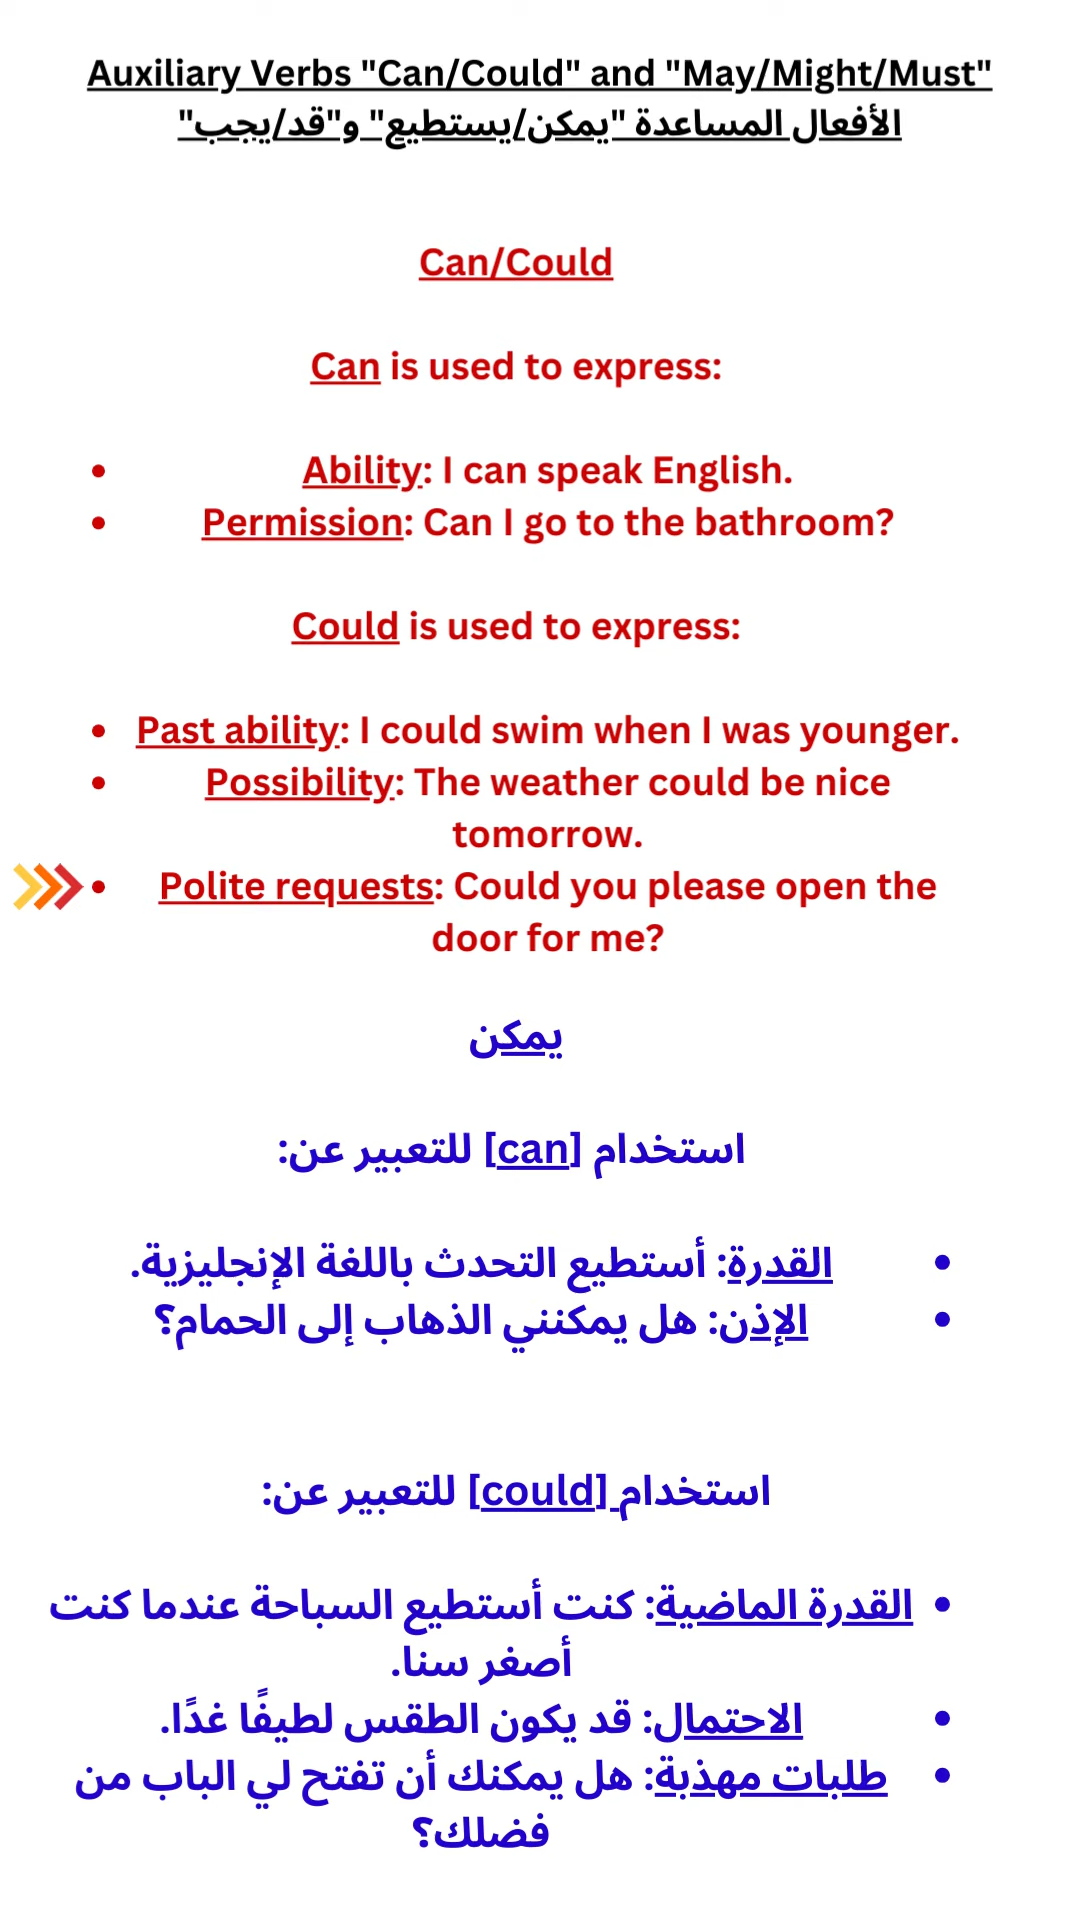 Auxiliary Verbs "Can/Could" and "May/Might/Must"
الأفعال المساعدة "يمكن/يستطيع" و"قد/يجب"
Can/Could
Can is used to express:
• Ability: I can speak English.
• Permission: Can I go to the bathroom?
Could is used to express:
• Past ability: I could swim when I was younger.
• Possibility: The weather could be nice
tomorrow.
• Polite requests: Could you please open the
door for me?
يمكن
استخدام [can] للتعبير عن:
• القدرة: أستطيع التحدث باللغة الإنجليزية.
• الإذن: هل يمكنني الذهاب إلى الحمام؟
استخدام [could] للتعبير عن:
• القدرة الماضية: كنت أستطيع السباحة عندما كنت
أصغر سنا.
• الاحتمال: قد يكون الطقس لطيفًا غدًا.
• طلبات مهذبة: هل يمكنك أن تفتح لي الباب من
فضلك؟